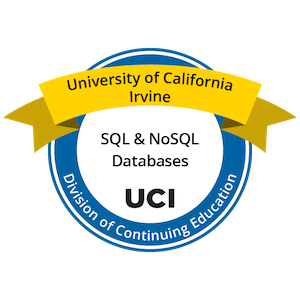 University of California
Irvine
SQL & NoSQL
Databases
UCI
Division of Continuing Education